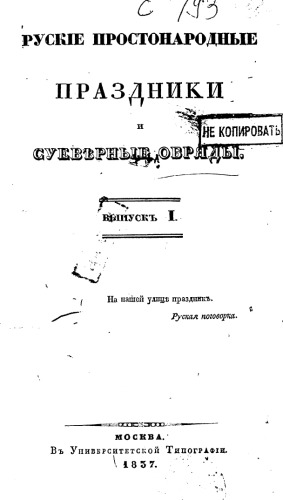 С 793
РУСКІЕ ПРОСТОНАРОДНЫЕ
ПРАЗДНИКИ
И
СУЕВѢРНЫЕ ОБРЯДЫ.
НЕ КОПИРОВАТЬ
ВЫПУСКЪ I.
На нашей улицѣ праздникъ.
Руская поговорка.
МОСКВА.
Въ Университетской Типографіи.
1837.